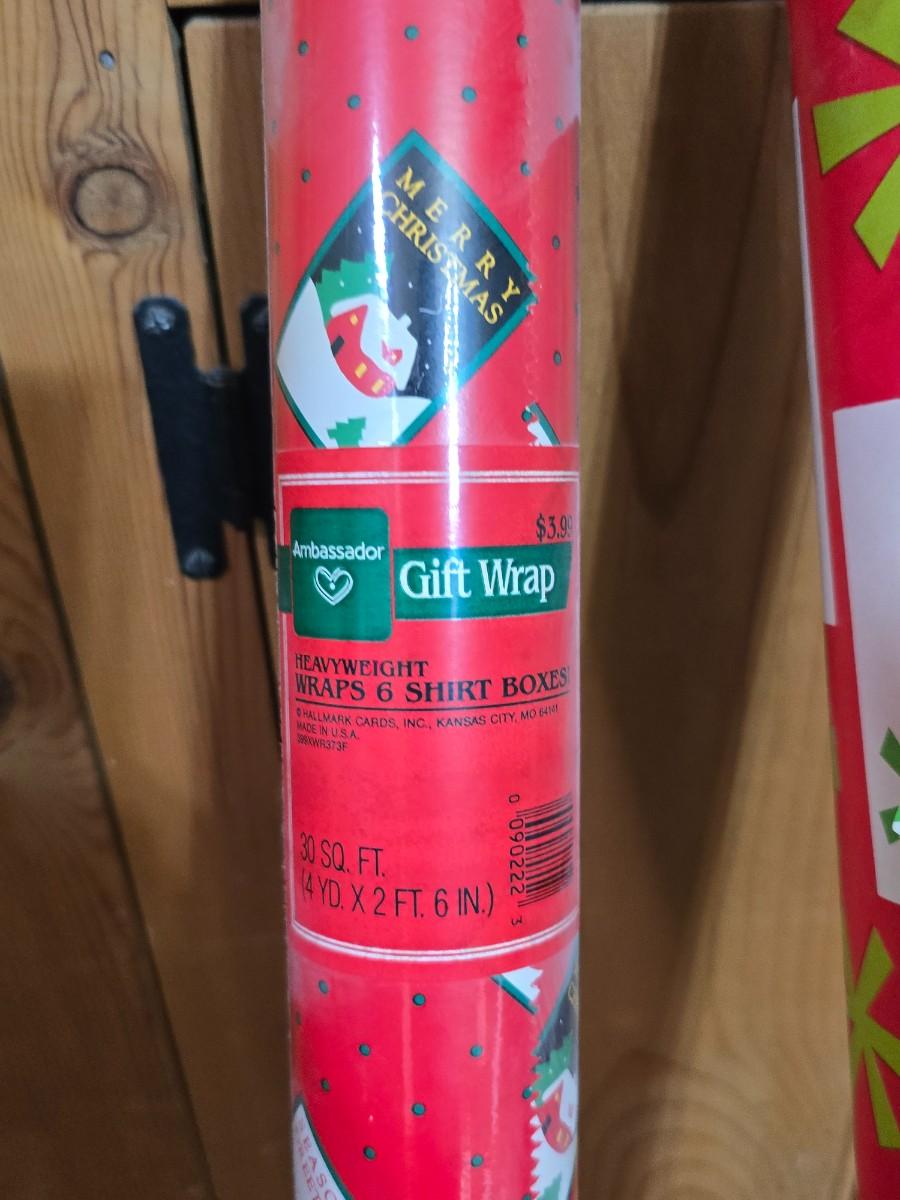 MERRY
CHRISTMAS
$3.99
Ambassador
Gift Wrap
HEAVYWEIGHT
WRAPS 6 SHIRT BOXES!
© HALLMARK CARDS, INC., KANSAS CITY, MO 64141
MADE IN U.S.A.
399XWR373F
30 SQ. FT.
(4 YD. X 2 FT. 6 IN.)
0 090222 3